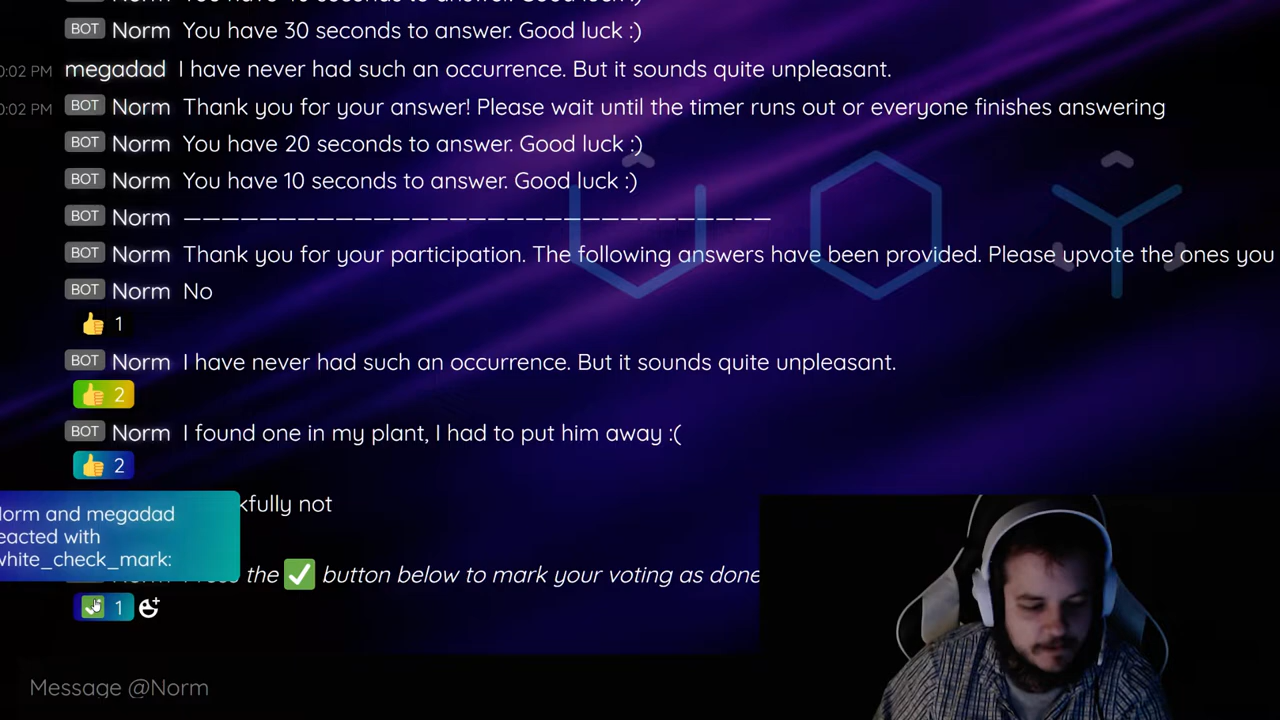 BOT Norm You have 30 seconds to answer. Good luck :)
0:02 PM megadad I have never had such an occurrence. But it sounds quite unpleasant.
0:02 PM BOT Norm Thank you for your answer! Please wait until the timer runs out or everyone finishes answering
BOT Norm You have 20 seconds to answer. Good luck :)
BOT Norm You have 10 seconds to answer. Good luck :)
BOT Norm ———————————————————————————————
BOT Norm Thank you for your participation. The following answers have been provided. Please upvote the ones you
BOT Norm No
👍 1
BOT Norm I have never had such an occurrence. But it sounds quite unpleasant.
👍 2
BOT Norm I found one in my plant, I had to put him away :(
👍 2
kfully not
Norm and megadad
eacted with
white_check_mark:
the ✅ button below to mark your voting as done
1
Message @Norm